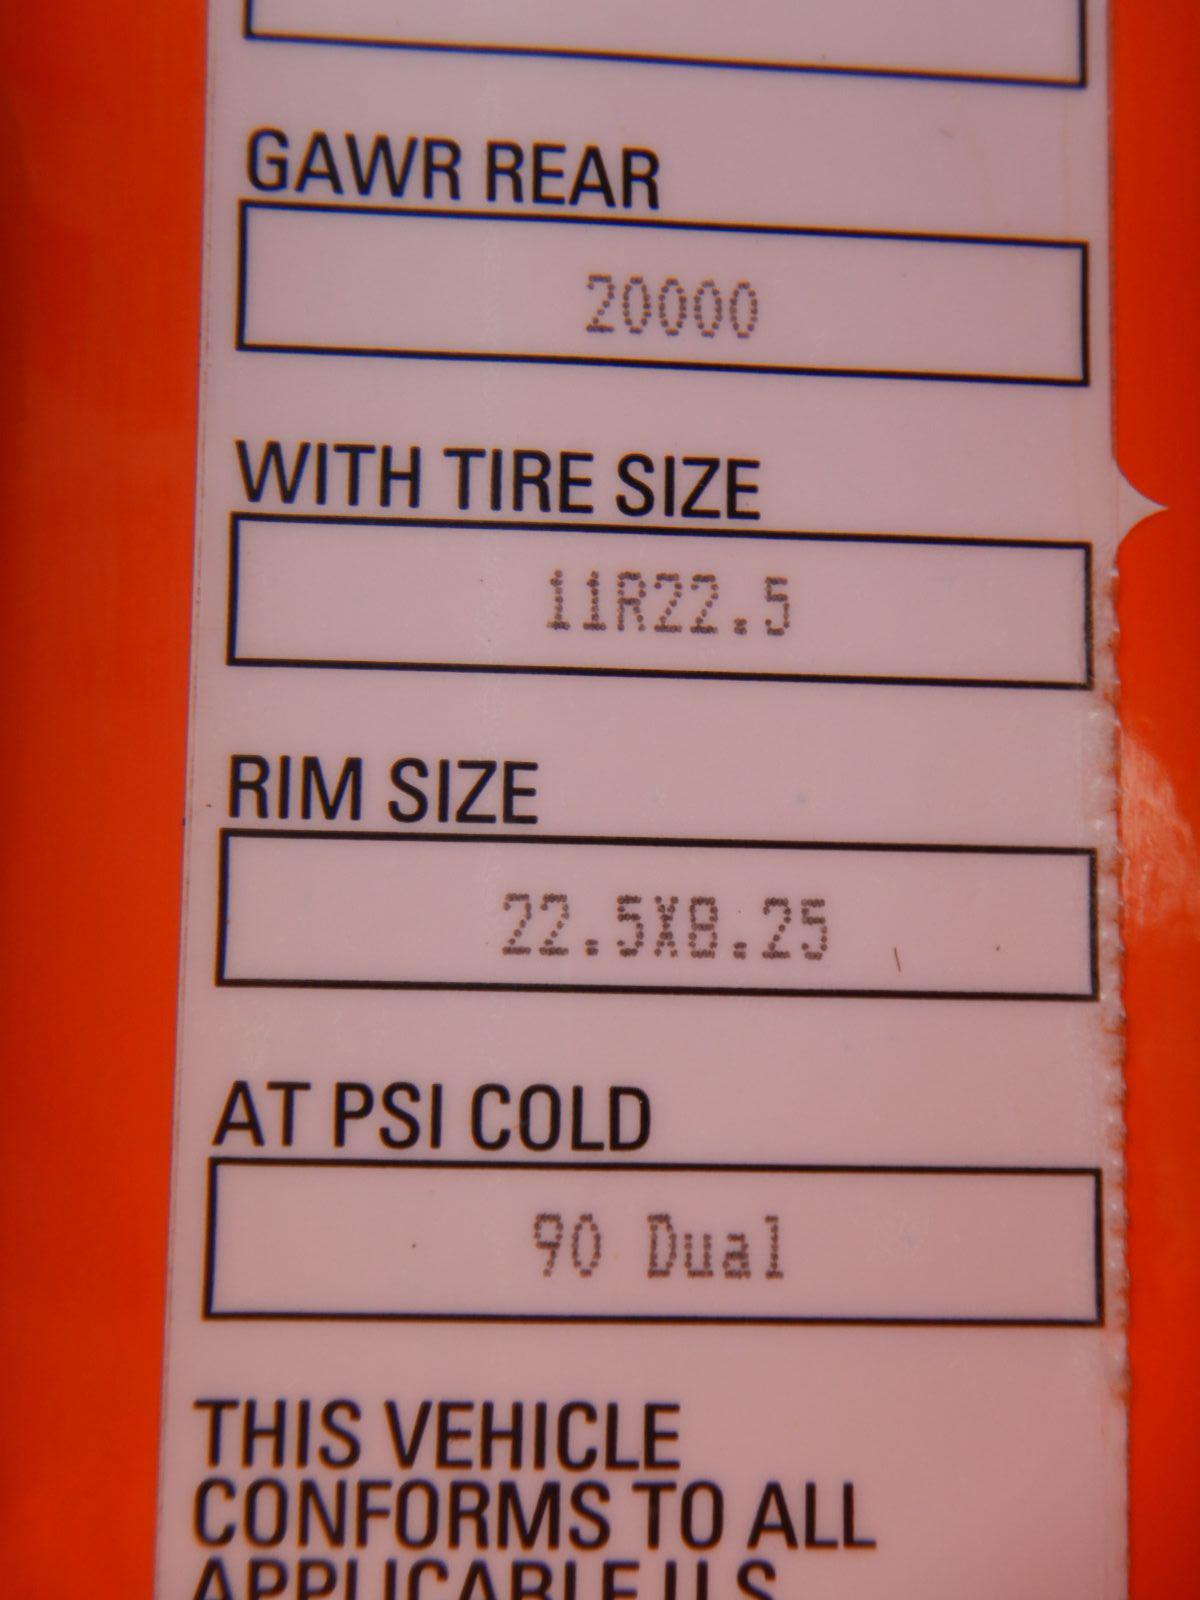 GAWR REAR
20000
WITH TIRE SIZE
11R22.5
RIM SIZE
22.5X8.25
AT PSI COLD
90 Dual
THIS VEHICLE
CONFORMS TO ALL
APPLICABLE U.S.